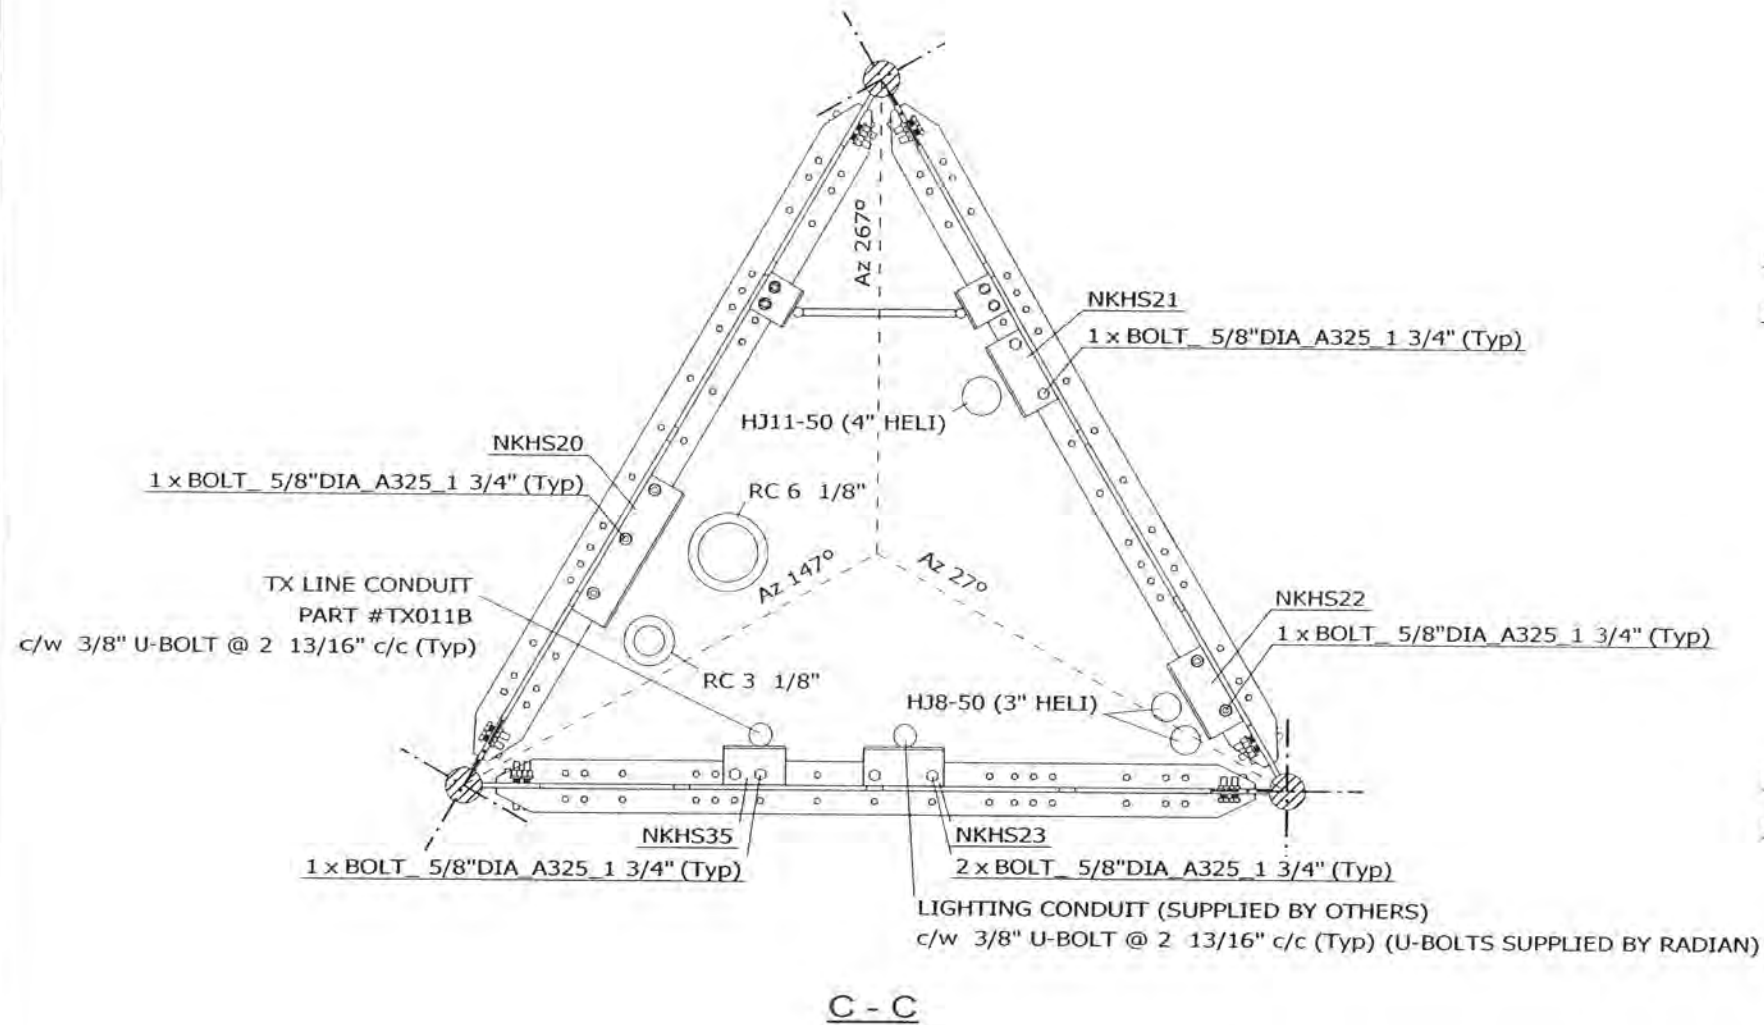 Az 267°
NKHS21
1 x BOLT_ 5/8"DIA_A325_1 3/4" (Typ)
HJ11-50 (4" HELI)
NKHS20
1 x BOLT_ 5/8"DIA_A325_1 3/4" (Typ)
RC 6 1/8"
Az 147°
Az 27°
TX LINE CONDUIT
PART #TX011B
c/w 3/8" U-BOLT @ 2 13/16" c/c (Typ)
NKHS22
1 x BOLT_ 5/8"DIA_A325_1 3/4" (Typ)
RC 3 1/8"
HJ8-50 (3" HELI)
NKHS35
1 x BOLT_ 5/8"DIA_A325_1 3/4" (Typ)
NKHS23
2 x BOLT_ 5/8"DIA_A325_1 3/4" (Typ)
LIGHTING CONDUIT (SUPPLIED BY OTHERS)
c/w 3/8" U-BOLT @ 2 13/16" c/c (Typ) (U-BOLTS SUPPLIED BY RADIAN)
C - C